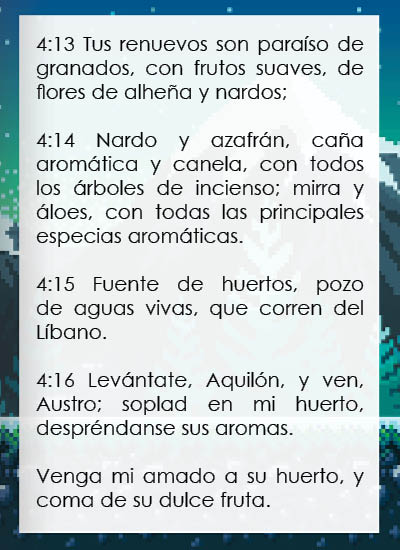 4:13 Tus renuevos son paraíso de
granados, con frutos suaves, de
flores de alheña y nardos;
4:14 Nardo y azafrán, caña
aromática y canela, con todos
los árboles de incienso; mirra y
áloes, con todas las principales
especias aromáticas.
4:15 Fuente de huertos, pozo
de aguas vivas, que corren del
Líbano.
4:16 Levántate, Aquilón, y ven,
Austro; soplad en mi huerto,
despréndanse sus aromas.
Venga mi amado a su huerto, y
coma de su dulce fruta.